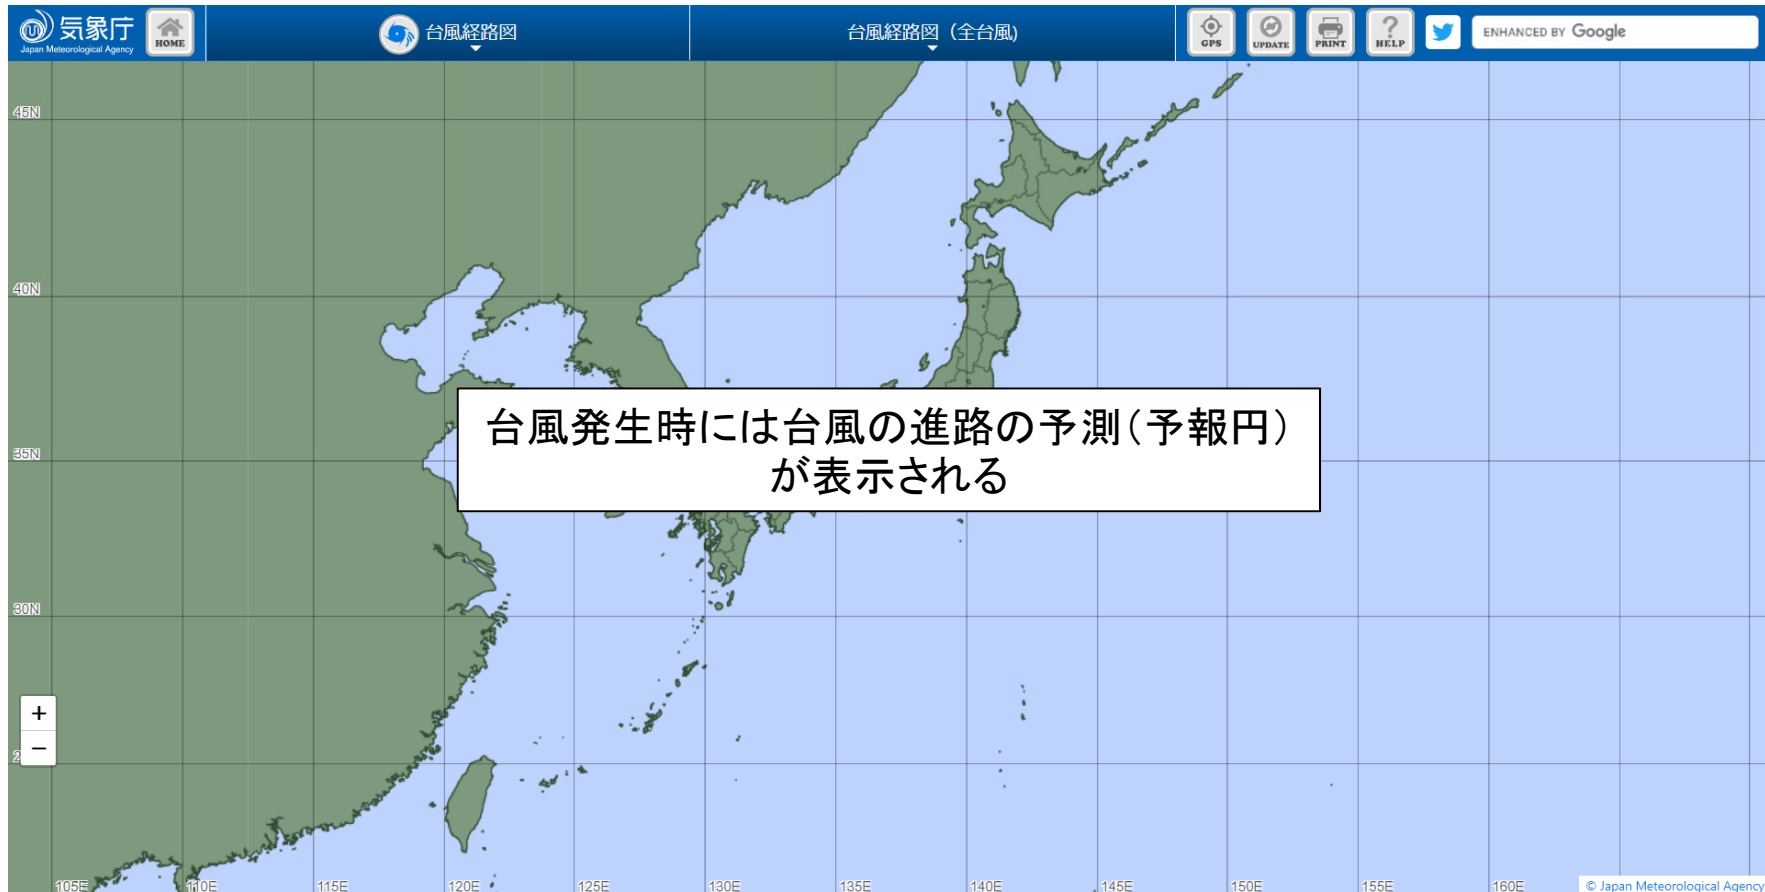 気象庁
Japan Meteorological Agency
HOME
台風経路図
台風経路図（全台風）
GPS
UPDATE
PRINT
HELP
ENHANCED BY Google
45N
40N
35N
30N
台風発生時には台風の進路の予測（予報円）
が表示される
+
−
105E
110E
115E
120E
125E
130E
135E
140E
145E
150E
155E
160E
© Japan Meteorological Agency